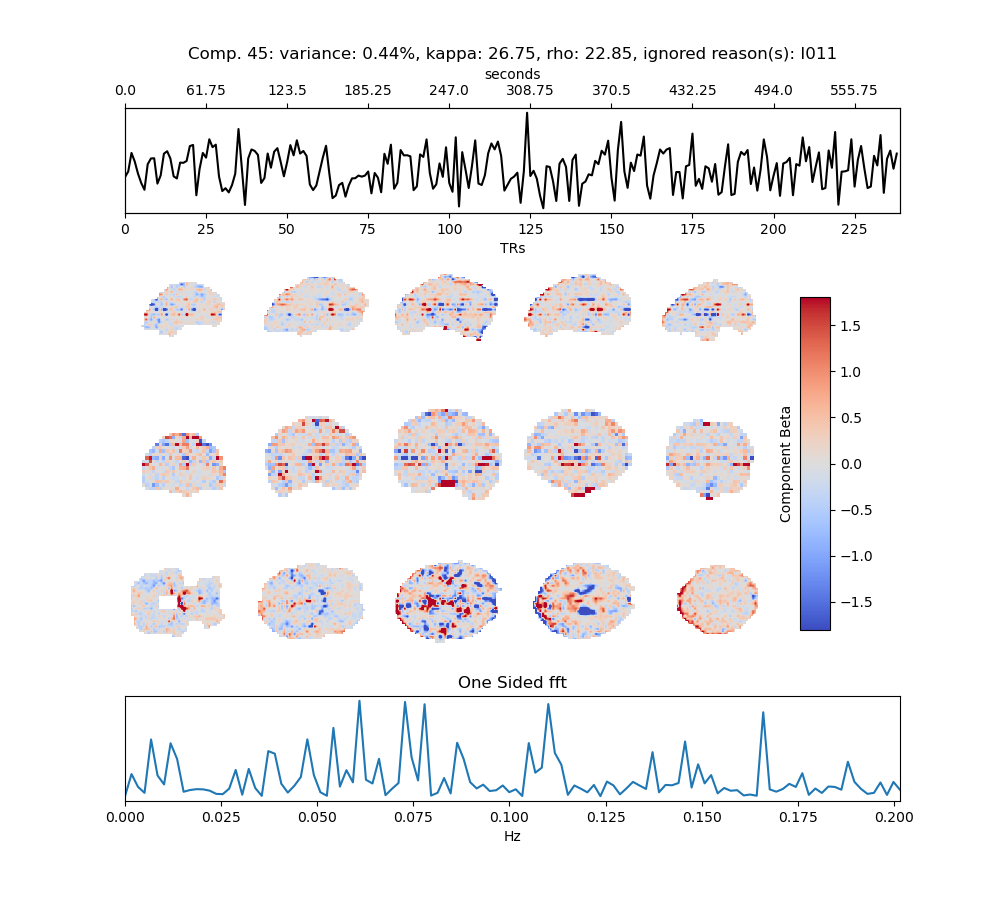 Comp. 45: variance: 0.44%, kappa: 26.75, rho: 22.85, ignored reason(s): I011
seconds
0.0 61.75 123.5 185.25 247.0 308.75 370.5 432.25 494.0 555.75
0 25 50 75 100 125 150 175 200 225
TRs
1.5
1.0
0.5
0.0
−0.5
−1.0
−1.5
Component Beta
One Sided fft
0.000 0.025 0.050 0.075 0.100 0.125 0.150 0.175 0.200
Hz